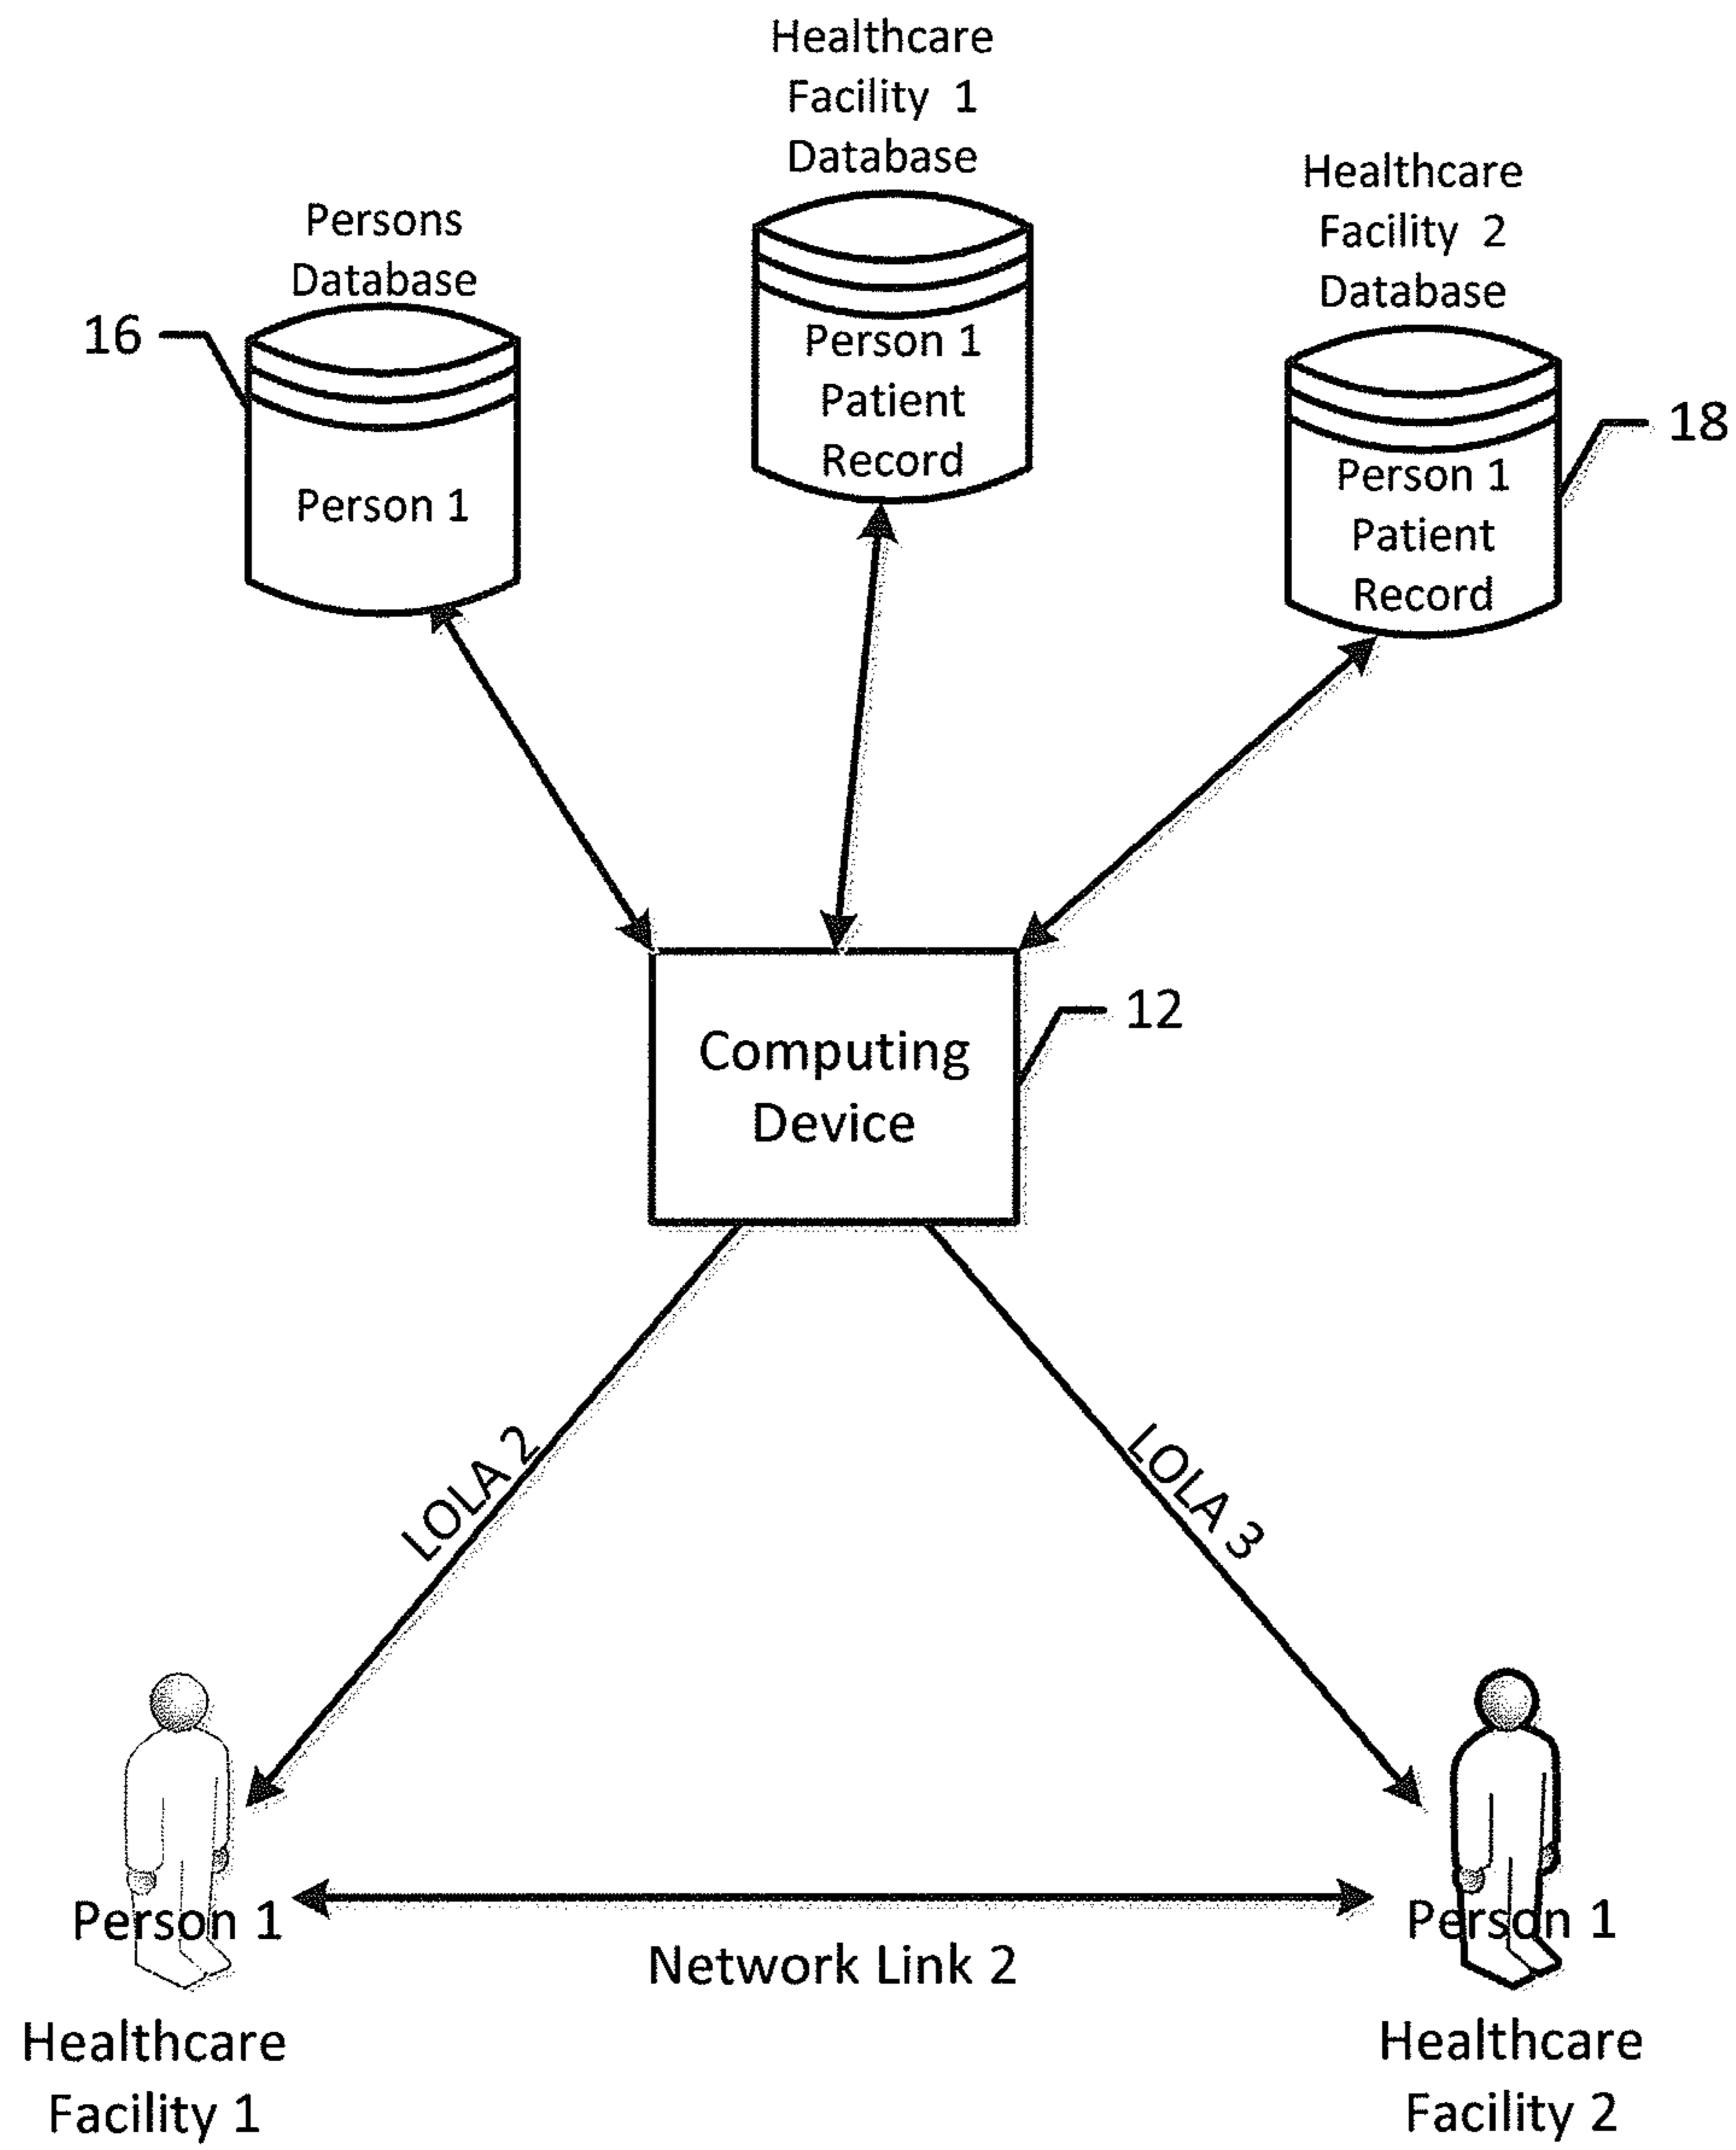 Healthcare
Facility 1
Database
Healthcare
Facility 2
Database
Persons
Database
16
Person 1
Patient
Record
18
Person 1
Patient
Record
Person 1
12
Computing
Device
LOLA 2
LOLA 3
Person 1
Person 1
Network Link 2
Healthcare
Facility 1
Healthcare
Facility 2